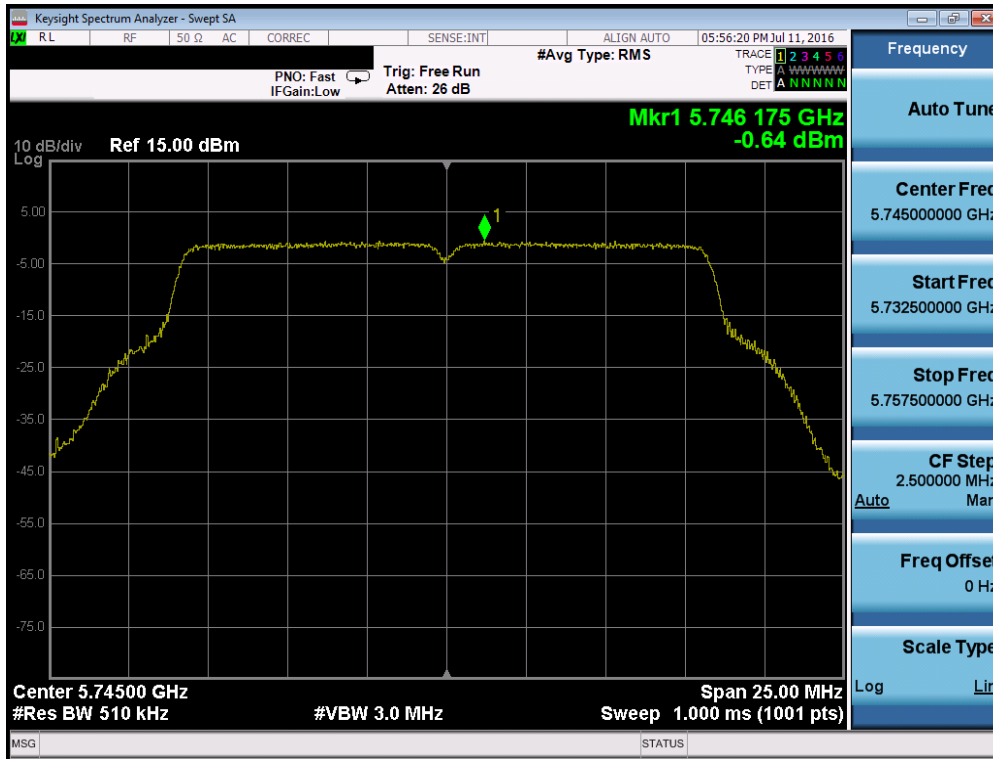 Keysight Spectrum Analyzer - Swept SA
LXI RL RF 50 Ω AC CORREC SENSE:INT ALIGN AUTO 05:56:20 PM Jul 11, 2016
#Avg Type: RMS
TRACE 1 2 3 4 5 6
TYPE A WWWWW
DET A N N N N N
PNO: Fast
IFGain:Low
Trig: Free Run
Atten: 26 dB
Mkr1 5.746 175 GHz
-0.64 dBm
10 dB/div
Log
Ref 15.00 dBm
1
5.00
-5.00
-15.0
-25.0
-35.0
-45.0
-55.0
-65.0
-75.0
Center 5.74500 GHz
Span 25.00 MHz
#Res BW 510 kHz
#VBW 3.0 MHz
Sweep 1.000 ms (1001 pts)
MSG
STATUS
Frequency
Auto Tune
Center Freq
5.745000000 GHz
Start Freq
5.732500000 GHz
Stop Freq
5.757500000 GHz
CF Step
2.500000 MHz
Auto Man
Freq Offset
0 Hz
Scale Type
Log Lin